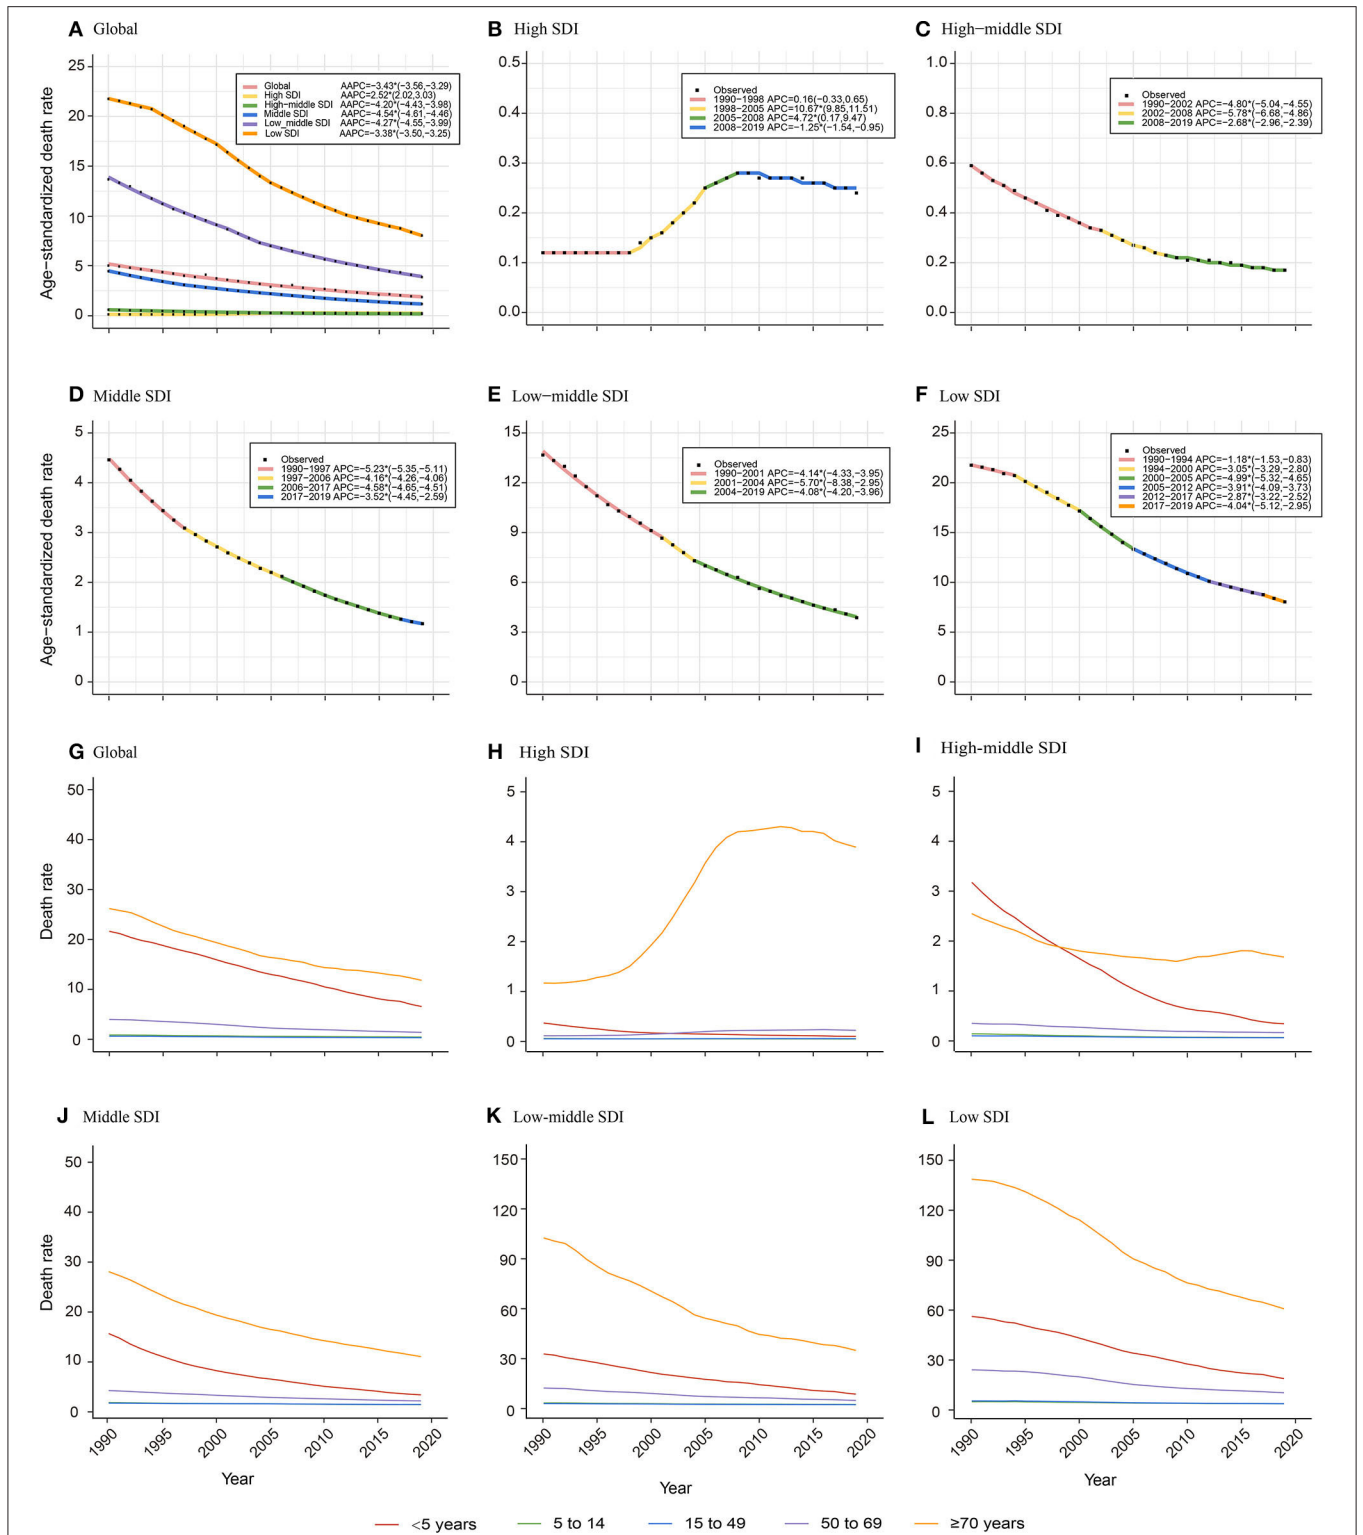 A Global
Age−standardized death rate
25
20
15
10
5
0
Global AAPC=−3.43*(−3.56,−3.29)
High SDI AAPC=2.52*(2.02,3.03)
High−middle SDI AAPC=−4.20*(−4.43,−3.98)
Middle SDI AAPC=−4.54*(−4.61,−4.46)
Low_middle SDI AAPC=−4.27*(−4.55,−3.99)
Low SDI AAPC=−3.38*(−3.50,−3.25)
B High SDI
0.5
0.4
0.3
0.2
0.1
0.0
Observed
1990−1998 APC=0.16(−0.33,0.65)
1998−2005 APC=10.67*(9.85,11.51)
2005−2008 APC=4.72*(0.17,9.47)
2008−2019 APC=−1.25*(−1.54,−0.95)
C High−middle SDI
1.0
0.8
0.6
0.4
0.2
0.0
Observed
1990−2002 APC=−4.80*(−5.04,−4.55)
2002−2008 APC=−5.78*(−6.68,−4.86)
2008−2019 APC=−2.68*(−2.96,−2.39)
D Middle SDI
Age−standardized death rate
5
4
3
2
1
0
Observed
1990−1997 APC=−5.23*(−5.35,−5.11)
1997−2006 APC=−4.16*(−4.26,−4.06)
2006−2017 APC=−4.58*(−4.65,−4.51)
2017−2019 APC=−3.52*(−4.45,−2.59)
E Low−middle SDI
15
12
9
6
3
0
Observed
1990−2001 APC=−4.14*(−4.33,−3.95)
2001−2004 APC=−5.70*(−8.38,−2.95)
2004−2019 APC=−4.08*(−4.20,−3.96)
F Low SDI
25
20
15
10
5
0
Observed
1990−1994 APC=−1.18*(−1.53,−0.83)
1994−2000 APC=−3.05*(−3.29,−2.80)
2000−2005 APC=−4.99*(−5.32,−4.65)
2005−2012 APC=−3.91*(−4.09,−3.73)
2012−2017 APC=−2.87*(−3.22,−2.52)
2017−2019 APC=−4.04*(−5.12,−2.95)
G Global
Death rate
50
40
30
20
10
0
H High SDI
5
4
3
2
1
0
I High-middle SDI
5
4
3
2
1
0
J Middle SDI
Death rate
50
40
30
20
10
0
1990 1995 2000 2005 2010 2015 2020
Year
K Low-middle SDI
150
120
90
60
30
0
1990 1995 2000 2005 2010 2015 2020
Year
L Low SDI
150
120
90
60
30
0
1990 1995 2000 2005 2010 2015 2020
Year
<5 years 5 to 14 15 to 49 50 to 69 ≥70 years